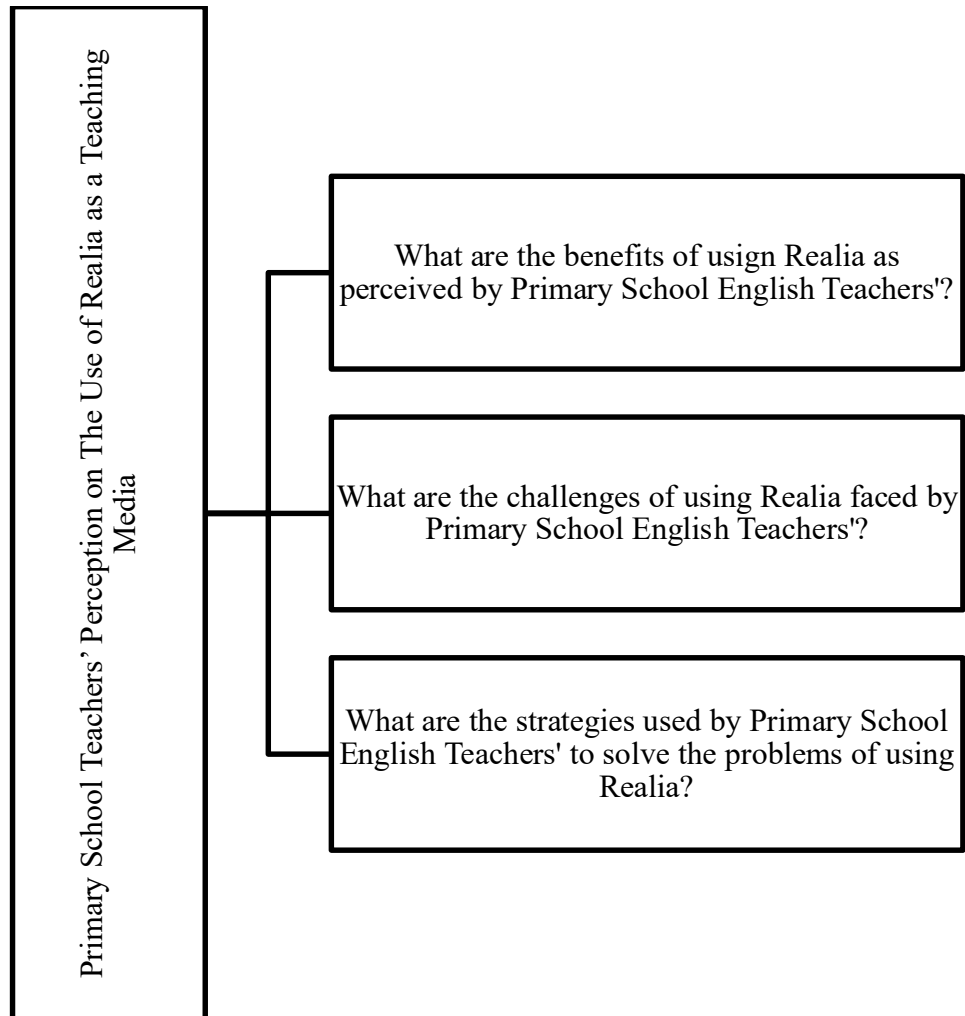 Primary School Teachers’ Perception on The Use of Realia as a Teaching
Media
What are the benefits of usign Realia as
perceived by Primary School English Teachers'?
What are the challenges of using Realia faced by
Primary School English Teachers'?
What are the strategies used by Primary School
English Teachers' to solve the problems of using
Realia?